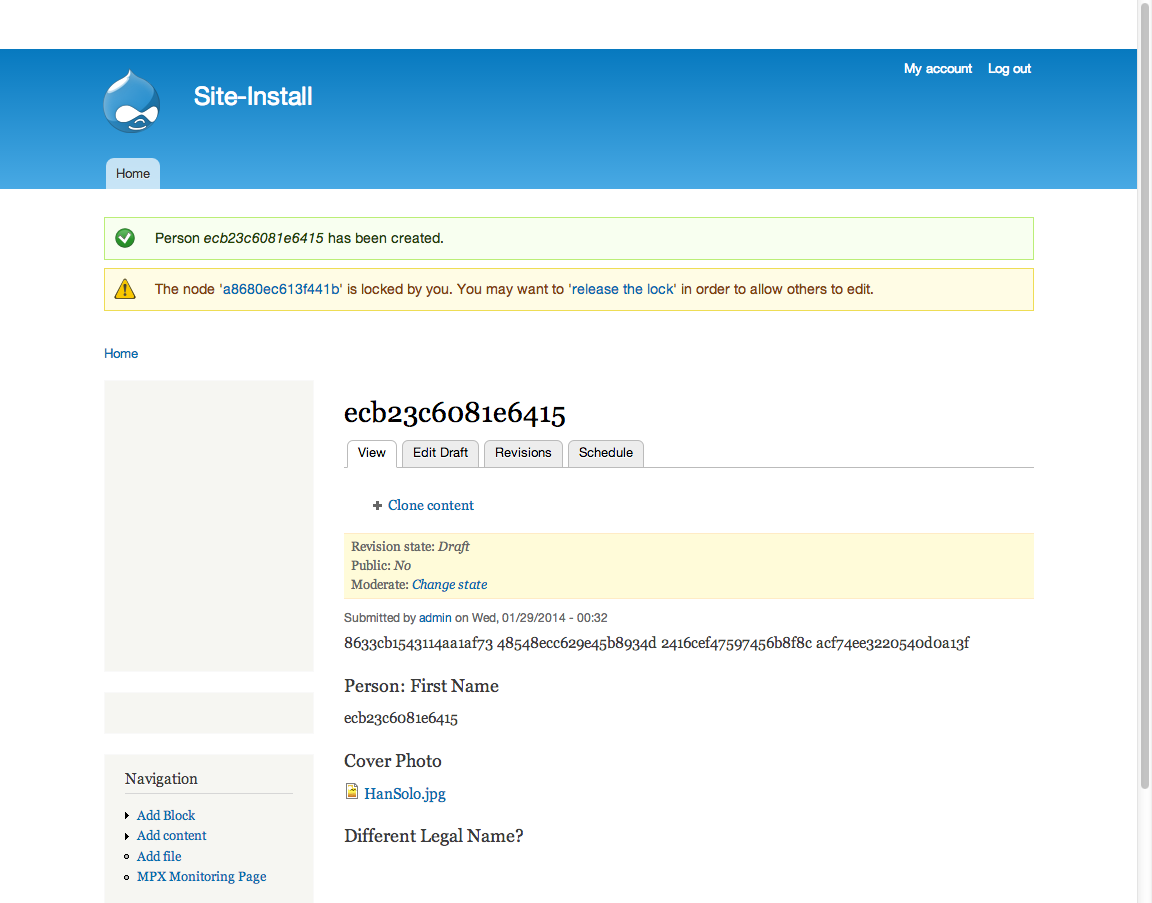 My account Log out
Site-Install
Home
Person ecb23c6081e6415 has been created.
The node 'a8680ec613f441b' is locked by you. You may want to 'release the lock' in order to allow others to edit.
Home
ecb23c6081e6415
View Edit Draft Revisions Schedule
Clone content
Revision state: Draft
Public: No
Moderate: Change state
Submitted by admin on Wed, 01/29/2014 - 00:32
8633cb1543114aa1af73 48548ecc629e45b8934d 2416cef47597456b8f8c acf74ee3220540d0a13f
Person: First Name
ecb23c6081e6415
Cover Photo
HanSolo.jpg
Different Legal Name?
Navigation
Add Block
Add content
Add file
MPX Monitoring Page